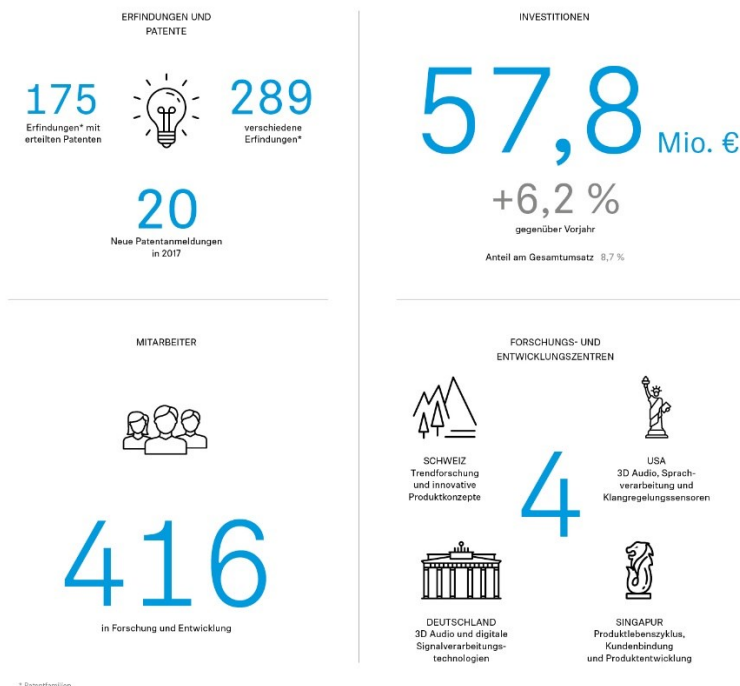 ERFINDUNGEN UND
PATENTE
175
Erfindungen* mit
erteilten Patenten
289
verschiedene
Erfindungen*
20
Neue Patentanmeldungen
in 2017
INVESTITIONEN
57,8 Mio. €
+6,2 %
gegenüber Vorjahr
Anteil am Gesamtumsatz 8,7 %
MITARBEITER
416
in Forschung und Entwicklung
FORSCHUNGS- UND
ENTWICKLUNGSZENTREN
4
SCHWEIZ
Trendforschung
und innovative
Produktkonzepte
USA
3D Audio, Sprach-
verarbeitung und
Klangregelungssensoren
DEUTSCHLAND
3D Audio und digitale
Signalverarbeitungs-
technologien
SINGAPUR
Produktlebenszyklus,
Kundenbindung
und Produktentwicklung
* Patentfamilien